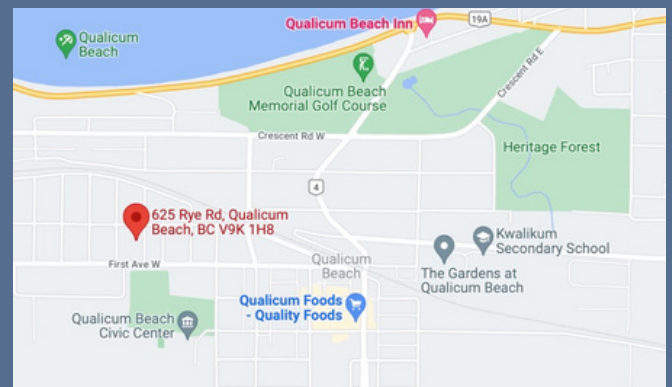 Qualicum Beach Inn
19A
Qualicum
Beach
Qualicum Beach
Memorial Golf Course
Crescent Rd E
Crescent Rd W
Heritage Forest
4
625 Rye Rd, Qualicum
Beach, BC V9K 1H8
Kwalikum
Secondary School
First Ave W
Qualicum
Beach
The Gardens at
Qualicum Beach
Qualicum Foods
- Quality Foods
Qualicum Beach
Civic Center